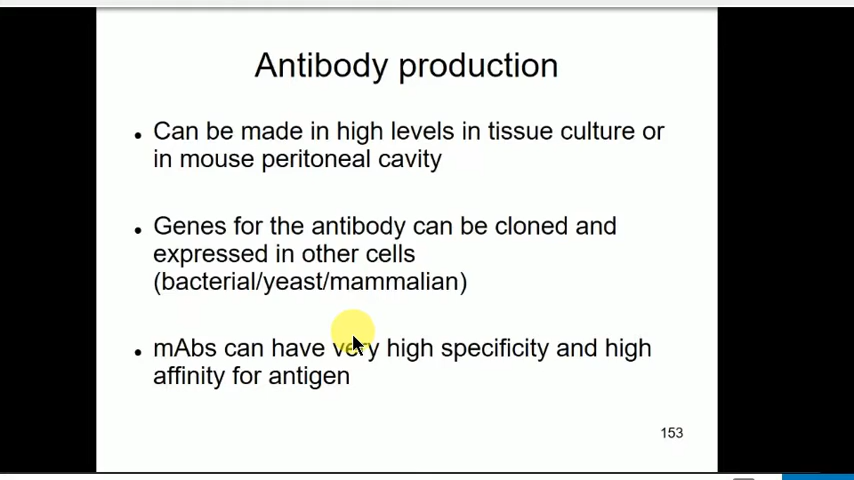 Antibody production
• Can be made in high levels in tissue culture or
in mouse peritoneal cavity
• Genes for the antibody can be cloned and
expressed in other cells
(bacterial/yeast/mammalian)
• mAbs can have very high specificity and high
affinity for antigen
153